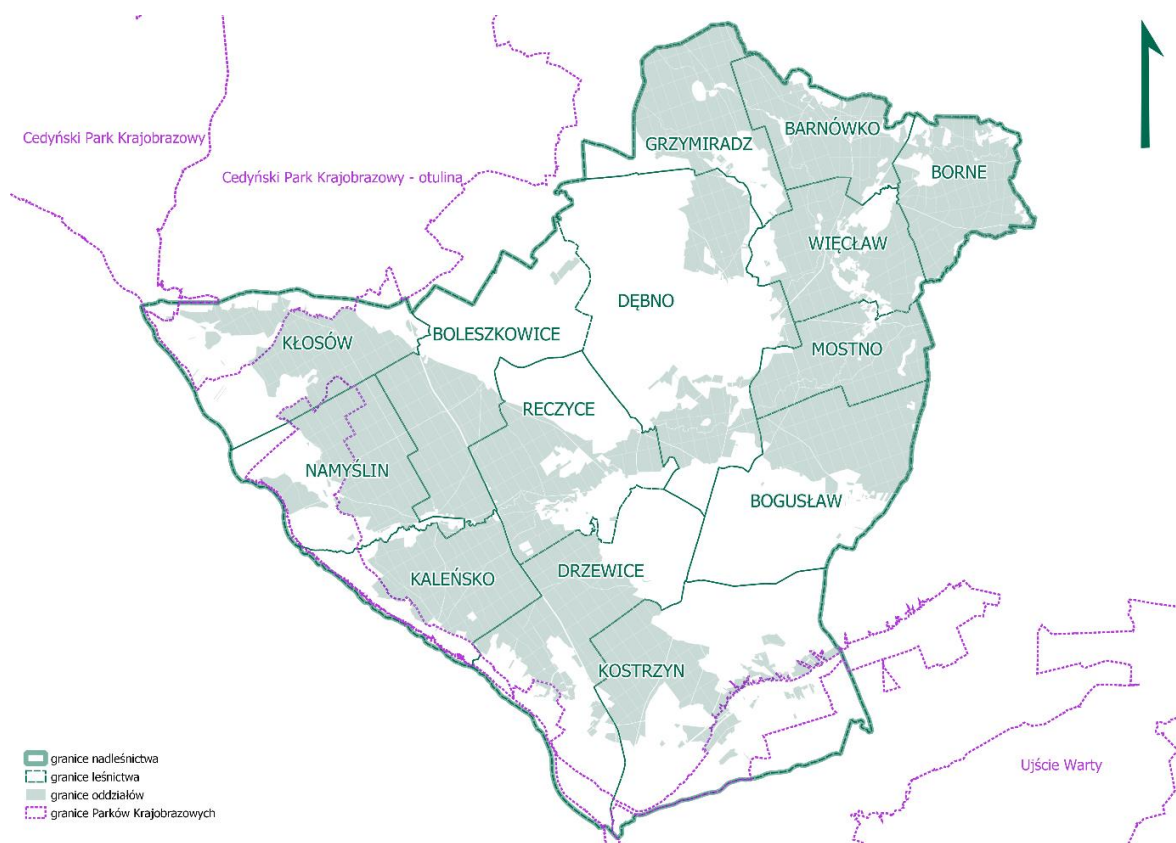 Cedyński Park Krajobrazowy
Cedyński Park Krajobrazowy - otulina
GRZYMIRADZ
BARNÓWKO
BORNE
WIĘCŁAW
DĘBNO
BOLESZKOWICE
MOSTNO
KŁOSÓW
RECZYCE
NAMYŚLIN
BOGUSŁAW
KALEŃSKO
DRZEWICE
KOSTRZYN
Ujście Warty
granice nadleśnictwa
granice leśnictwa
granice oddziałów
granice Parków Krajobrazowych